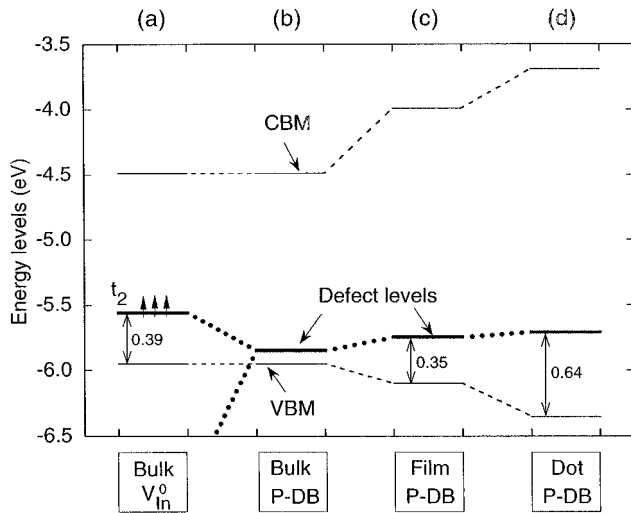 (a) (b) (c) (d)
-3.5
-4.0
-4.5
-5.0
-5.5
-6.0
-6.5
Energy levels (eV)
CBM
t2
Defect levels
0.39
0.35
0.64
VBM
Bulk
V0In
Bulk
P-DB
Film
P-DB
Dot
P-DB